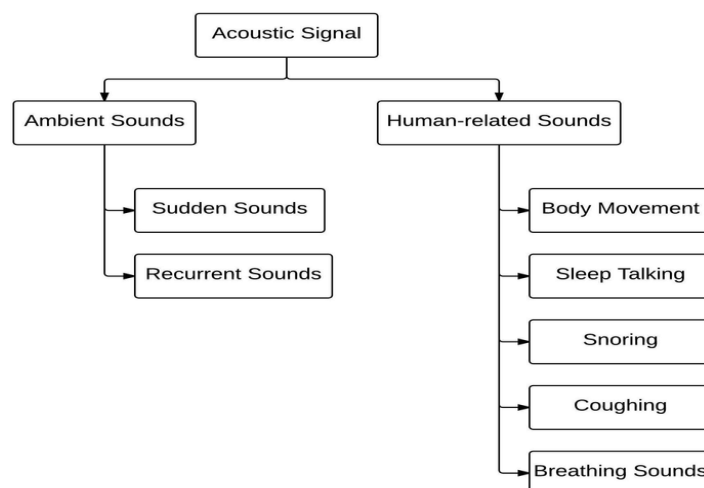 Acoustic Signal
Ambient Sounds
Human-related Sounds
Sudden Sounds
Recurrent Sounds
Body Movement
Sleep Talking
Snoring
Coughing
Breathing Sounds